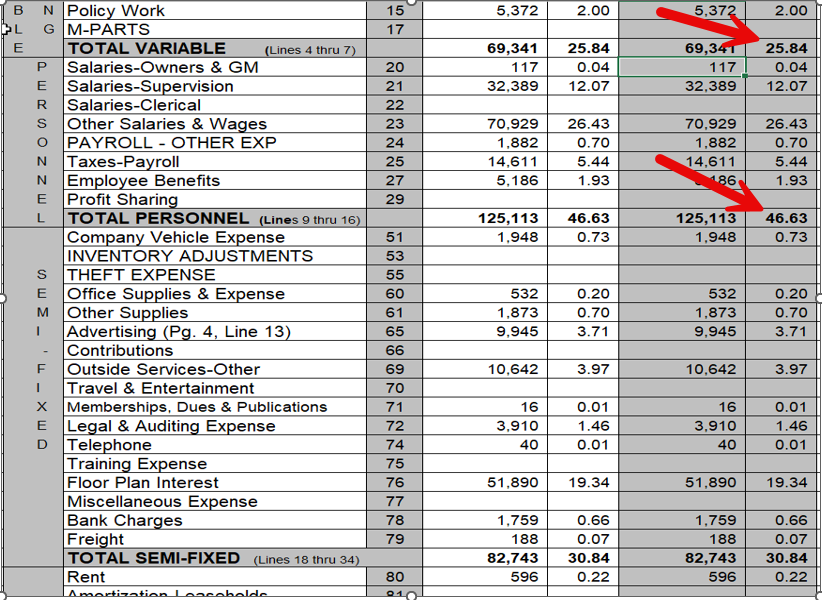 B N Policy Work 15 5,372 2.00 5,372 2.00
L G M-PARTS 17
E TOTAL VARIABLE (Lines 4 thru 7) 69,341 25.84 69,341 25.84
P Salaries-Owners & GM 20 117 0.04 117 0.04
E Salaries-Supervision 21 32,389 12.07 32,389 12.07
R Salaries-Clerical 22
S Other Salaries & Wages 23 70,929 26.43 70,929 26.43
O PAYROLL - OTHER EXP 24 1,882 0.70 1,882 0.70
N Taxes-Payroll 25 14,611 5.44 14,611 5.44
N Employee Benefits 27 5,186 1.93 186 1.93
E Profit Sharing 29
L TOTAL PERSONNEL (Lines 9 thru 16) 125,113 46.63 125,113 46.63
Company Vehicle Expense 51 1,948 0.73 1,948 0.73
INVENTORY ADJUSTMENTS 53
S THEFT EXPENSE 55
E Office Supplies & Expense 60 532 0.20 532 0.20
M Other Supplies 61 1,873 0.70 1,873 0.70
I Advertising (Pg. 4, Line 13) 65 9,945 3.71 9,945 3.71
- Contributions 66
F Outside Services-Other 69 10,642 3.97 10,642 3.97
I Travel & Entertainment 70
X Memberships, Dues & Publications 71 16 0.01 16 0.01
E Legal & Auditing Expense 72 3,910 1.46 3,910 1.46
D Telephone 74 40 0.01 40 0.01
Training Expense 75
Floor Plan Interest 76 51,890 19.34 51,890 19.34
Miscellaneous Expense 77
Bank Charges 78 1,759 0.66 1,759 0.66
Freight 79 188 0.07 188 0.07
TOTAL SEMI-FIXED (Lines 18 thru 34) 82,743 30.84 82,743 30.84
Rent 80 596 0.22 596 0.22
Amortization Leaseholds 81